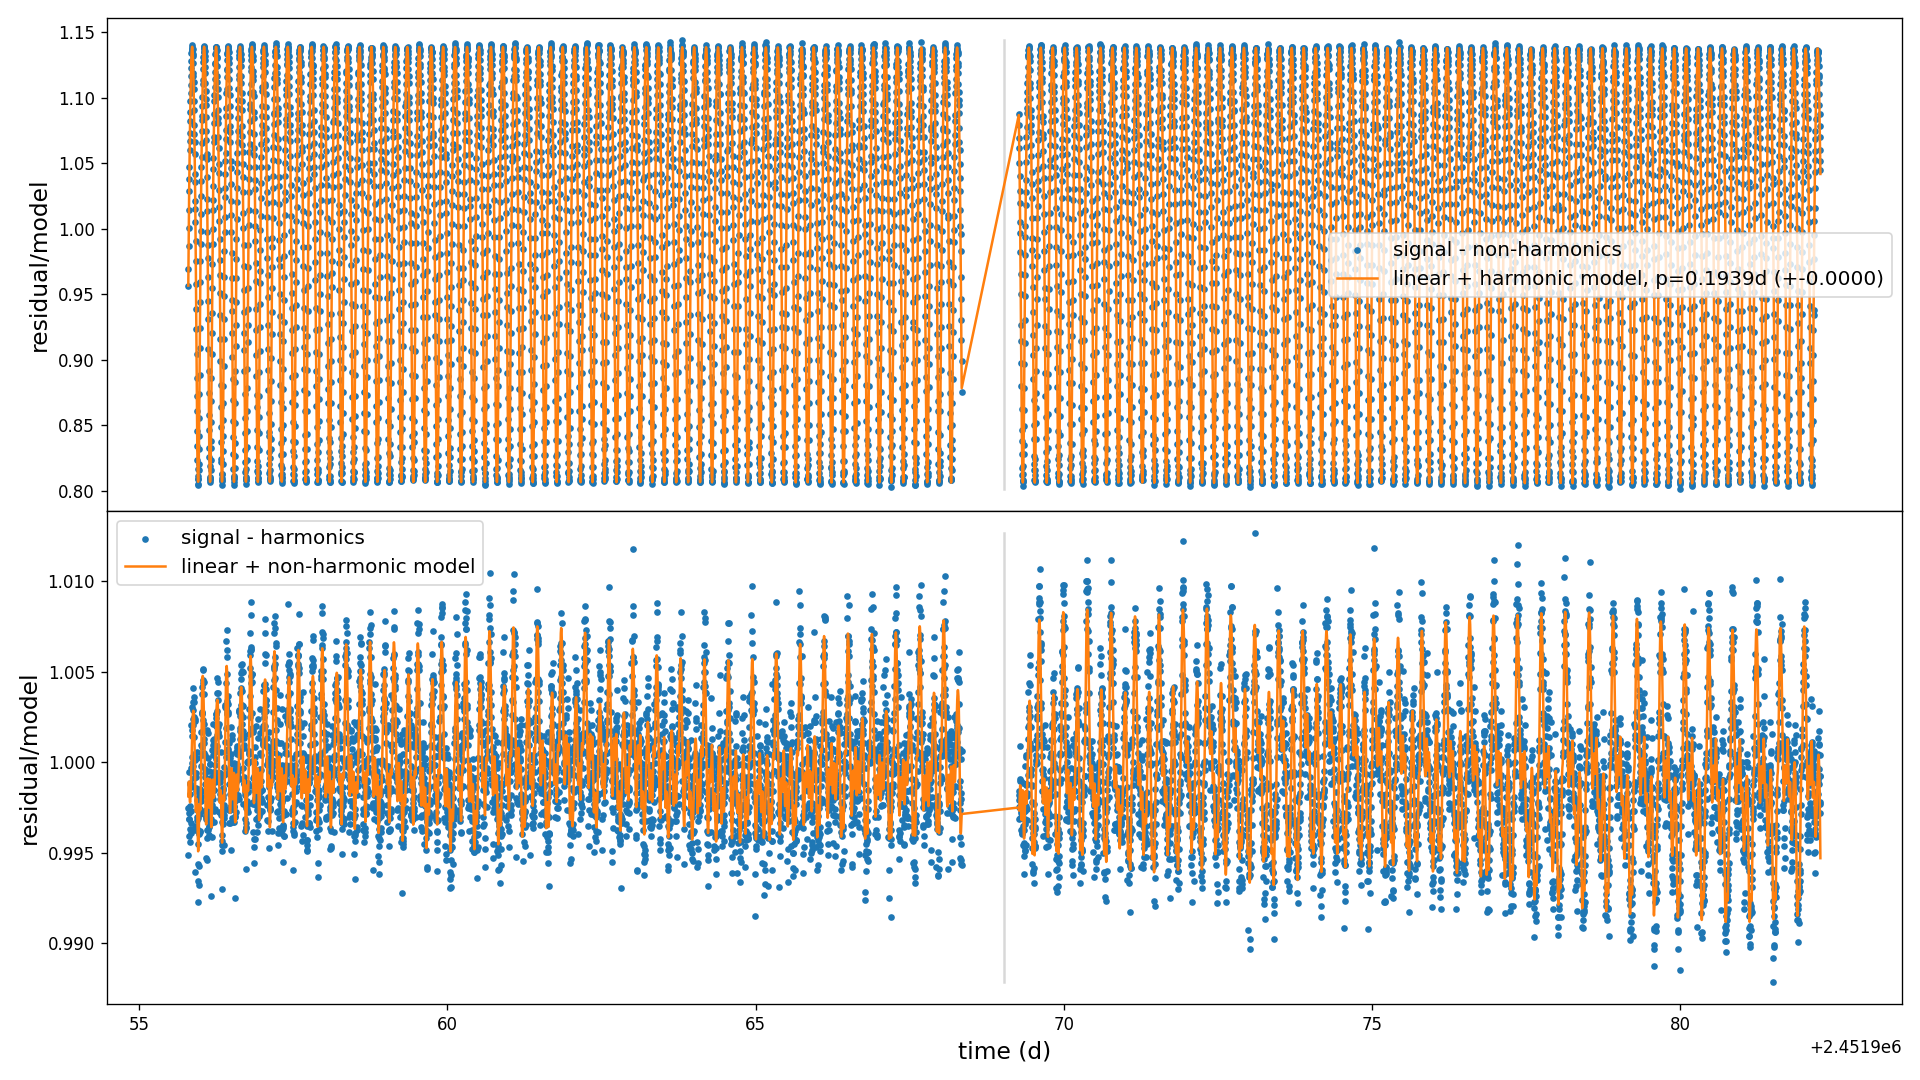 1.15
1.10
1.05
1.00
0.95
0.90
0.85
0.80
residual/model
signal - non-harmonics
linear + harmonic model, p=0.1939d (+-0.0000)
signal - harmonics
linear + non-harmonic model
1.010
1.005
1.000
0.995
0.990
residual/model
55
60
65
70
75
80
time (d)
+2.4519e6